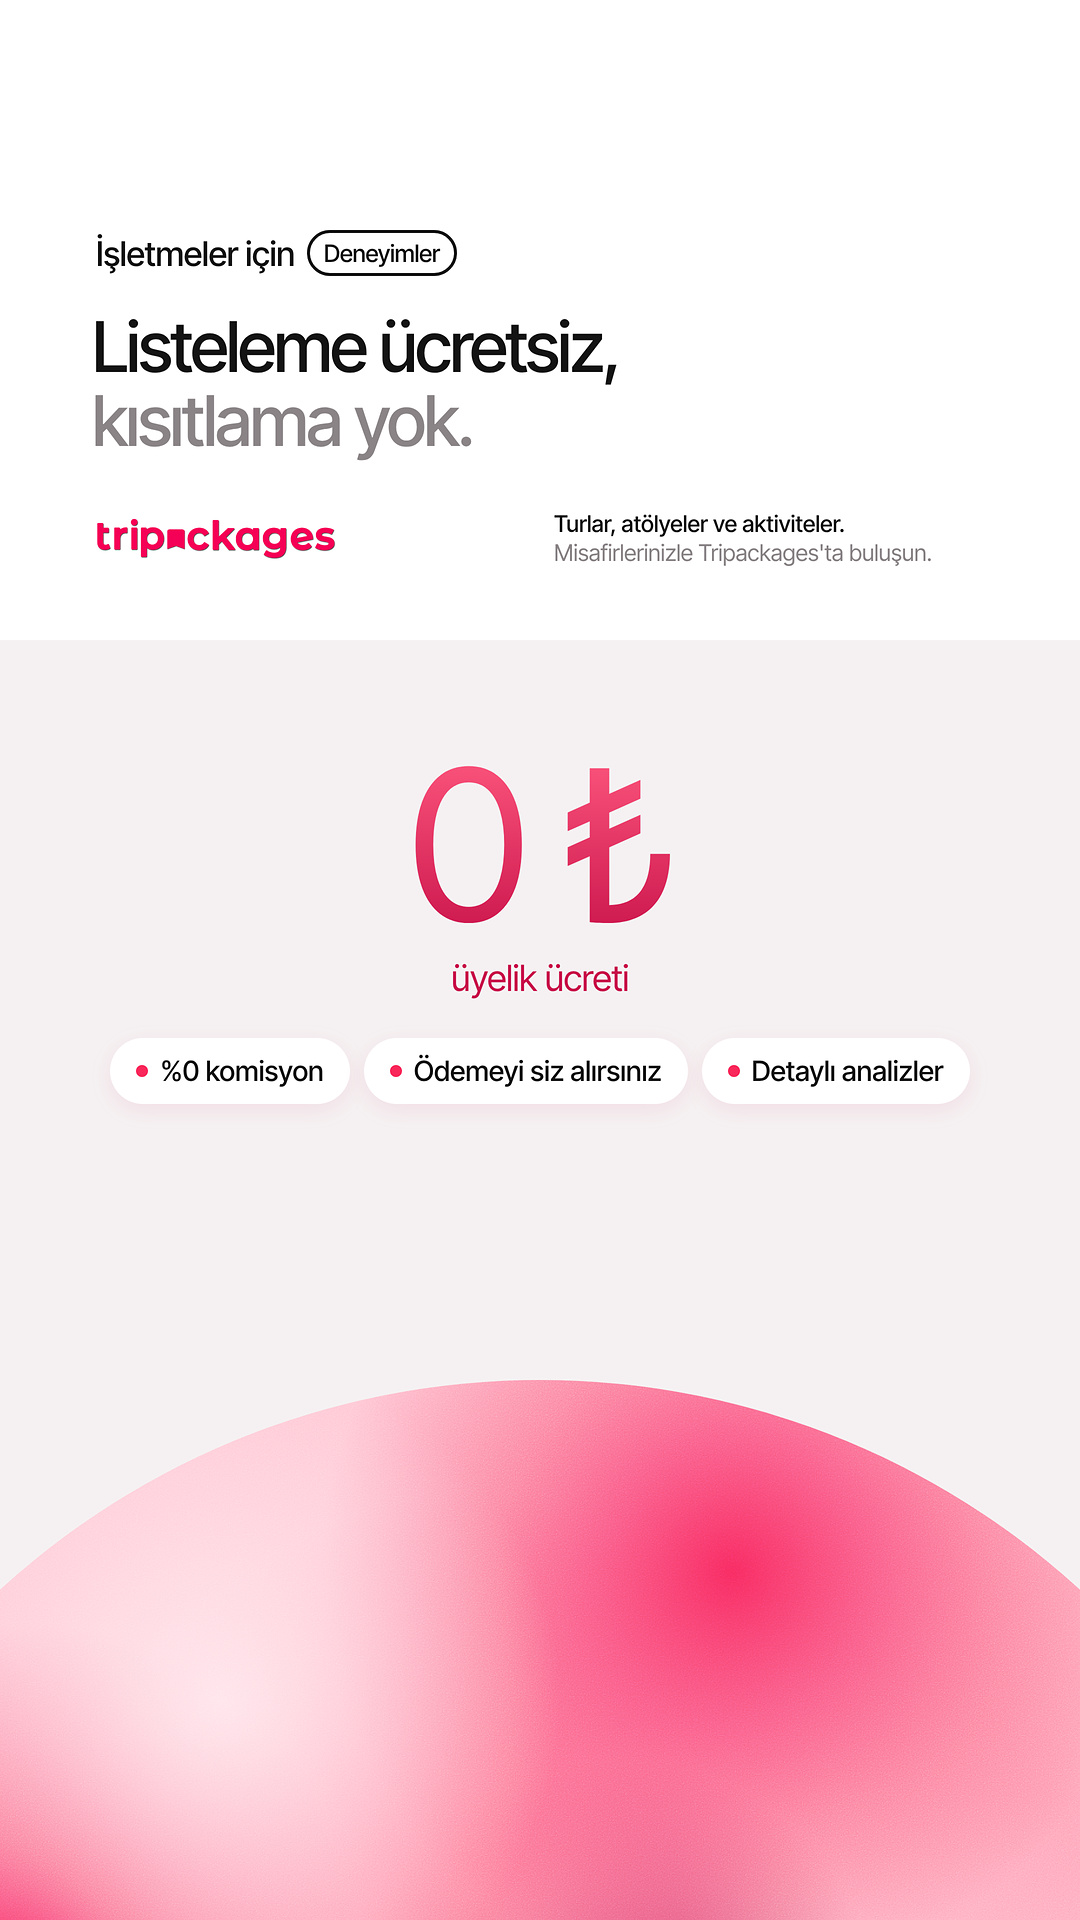 İşletmeler için Deneyimler
Listeleme ücretsiz,
kısıtlama yok.
tripackages
Turlar, atölyeler ve aktiviteler.
Misafirlerinizle Tripackages'ta buluşun.
0 ₺
üyelik ücreti
%0 komisyon
Ödemeyi siz alırsınız
Detaylı analizler